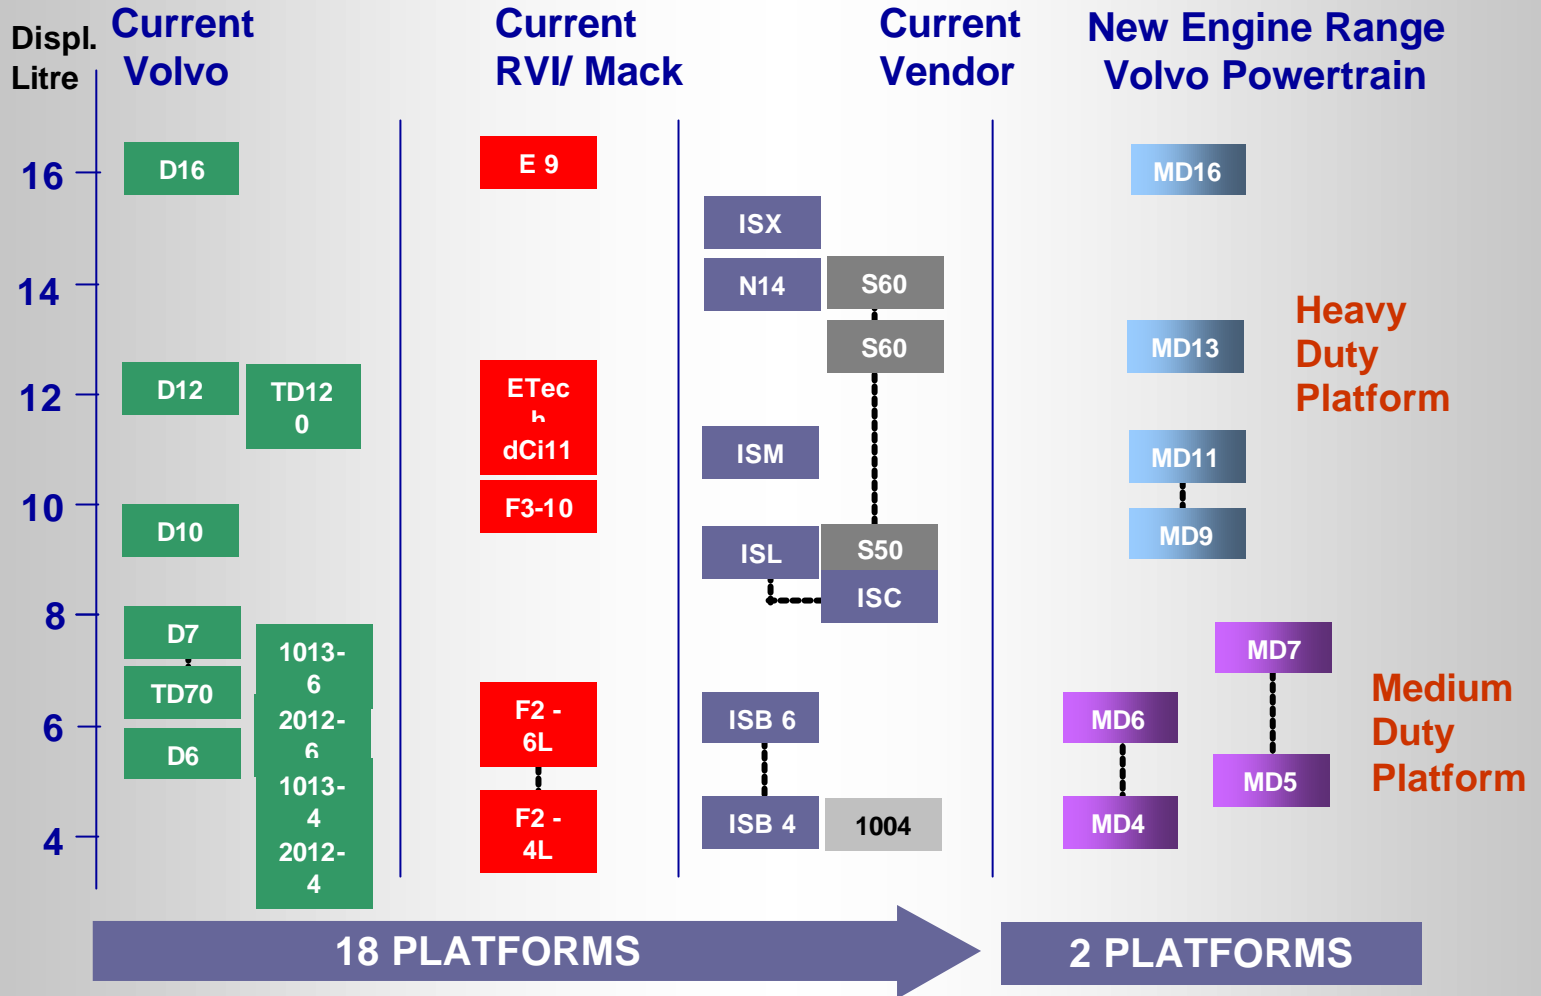 Displ.
Litre
Current
Volvo
Current
RVI/ Mack
Current
Vendor
New Engine Range
Volvo Powertrain
16
14
12
10
8
6
4
D16
D12
TD12
0
D10
D7
TD70
D6
1013-
6
2012-
6
1013-
4
2012-
4
E 9
ETec
h
dCi11
F3-10
F2 -
6L
F2 -
4L
ISX
N14
S60
S60
ISM
ISL
S50
ISC
ISB 6
ISB 4
1004
MD16
MD13
MD11
MD9
Heavy
Duty
Platform
MD7
MD6
MD5
MD4
Medium
Duty
Platform
18 PLATFORMS
2 PLATFORMS